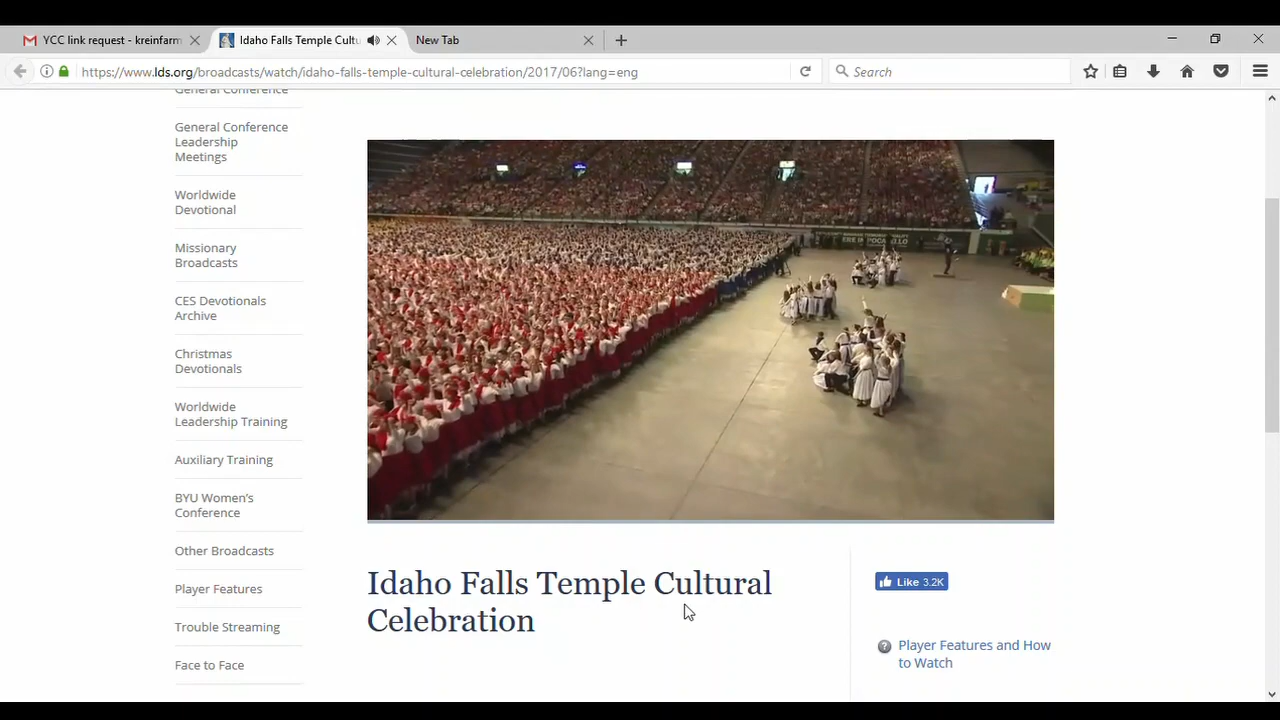 YCC link request - kreinfarm
Idaho Falls Temple Cultu
New Tab
https://www.lds.org/broadcasts/watch/idaho-falls-temple-cultural-celebration/2017/06?lang=eng
Search
General Conference
General Conference
Leadership
Meetings
Worldwide
Devotional
Missionary
Broadcasts
CES Devotionals
Archive
Christmas
Devotionals
Worldwide
Leadership Training
Auxiliary Training
BYU Women's
Conference
Other Broadcasts
Player Features
Trouble Streaming
Face to Face
Idaho Falls Temple Cultural
Celebration
Like 3.2K
Player Features and How
to Watch